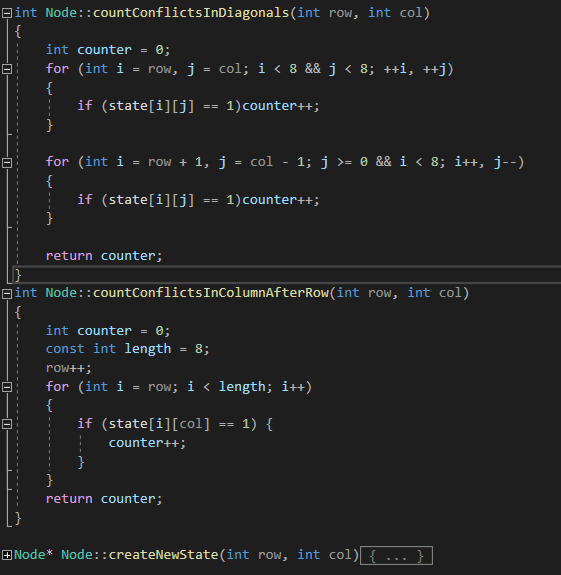 int Node::countConflictsInDiagonals(int row, int col)
{
    int counter = 0;
    for (int i = row, j = col; i < 8 && j < 8; ++i, ++j)
    {
        if (state[i][j] == 1)counter++;
    }

    for (int i = row + 1, j = col - 1; j >= 0 && i < 8; i++, j--)
    {
        if (state[i][j] == 1)counter++;
    }

    return counter;
}
int Node::countConflictsInColumnAfterRow(int row, int col)
{
    int counter = 0;
    const int length = 8;
    row++;
    for (int i = row; i < length; i++)
    {
        if (state[i][col] == 1) {
            counter++;
        }
    }
    return counter;
}

Node* Node::createNewState(int row, int col){ ... }